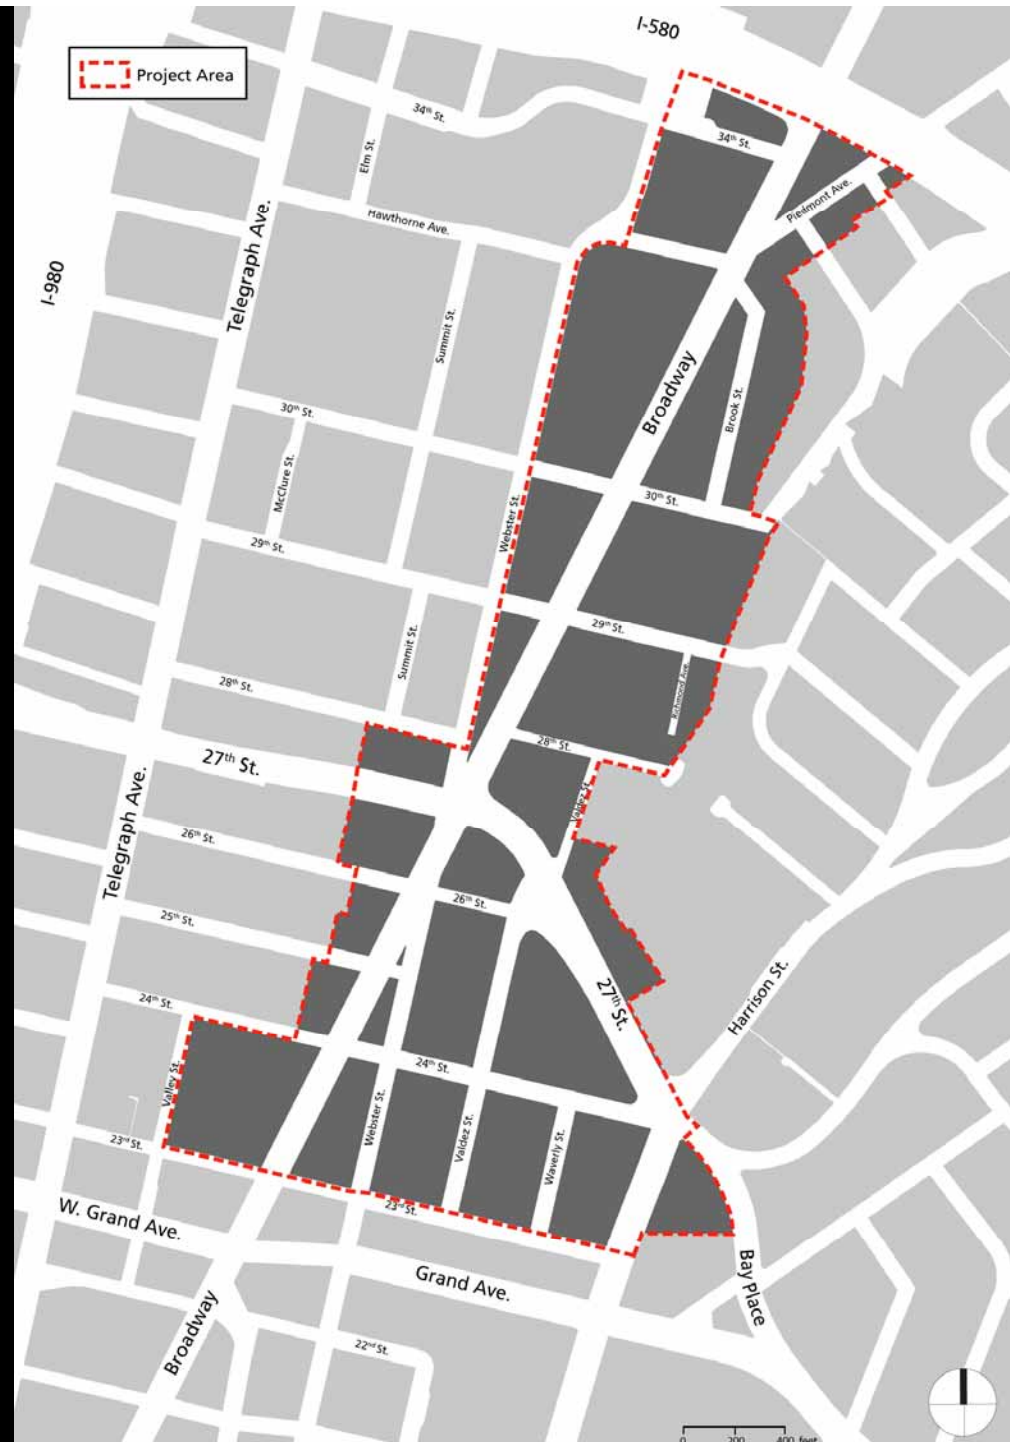 I-580
Project Area
34th St.
34th St.
Elm St.
Piedmont Ave.
Hawthorne Ave.
Telegraph Ave.
I-980
Summit St.
Broadway
Brook St.
30th St.
McClure St.
30th St.
Webster St.
29th St.
29th St.
Summit St.
Richmond Ave.
28th St.
28th St.
27th St.
Valdez St.
Telegraph Ave.
26th St.
26th St.
25th St.
27th St.
Harrison St.
24th St.
24th St.
Valley St.
Webster St.
Valdez St.
Waverly St.
23rd St.
23rd St.
W. Grand Ave.
Grand Ave.
Bay Place
Broadway
22nd St.
0 200 400 feet